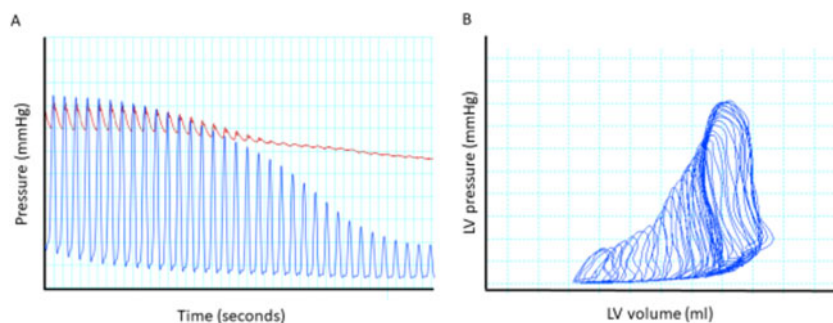 A
Pressure (mmHg)
Time (seconds)
B
LV pressure (mmHg)
LV volume (ml)